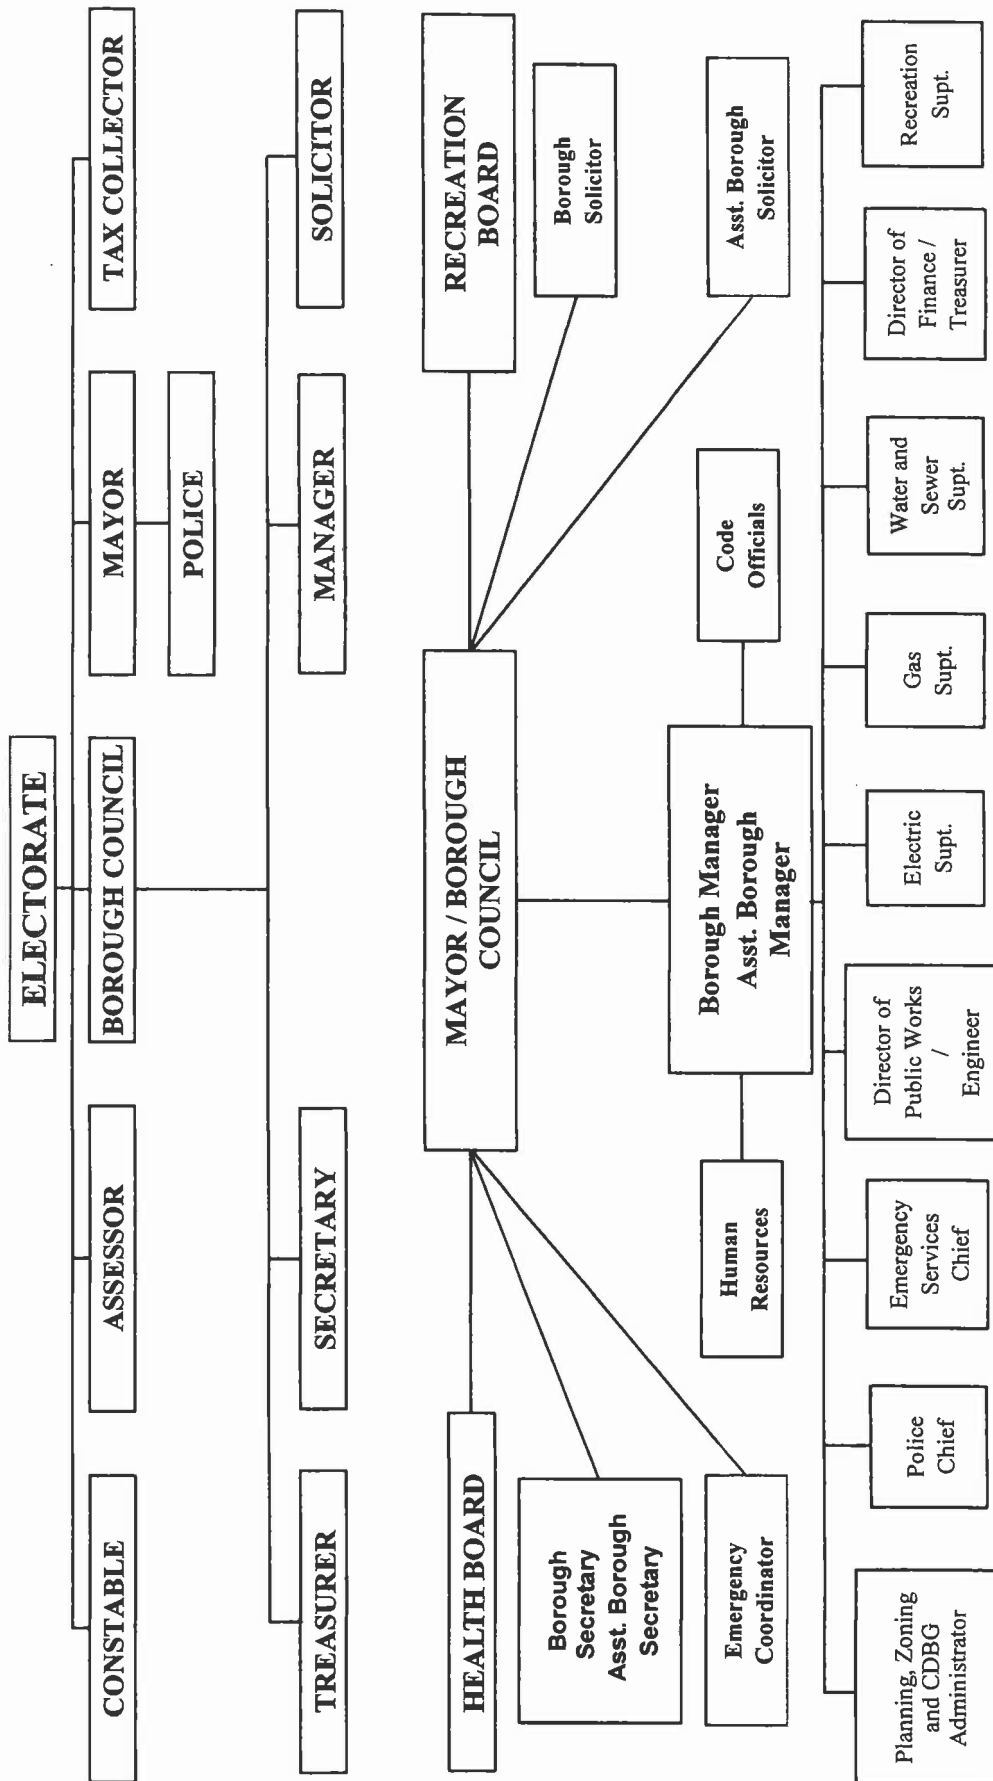 ELECTORATE
CONSTABLE
ASSESSOR
BOROUGH COUNCIL
MAYOR
TAX COLLECTOR
POLICE
TREASURER
SECRETARY
MANAGER
SOLICITOR
HEALTH BOARD
MAYOR / BOROUGH
COUNCIL
RECREATION
BOARD
Borough
Secretary
Asst. Borough
Secretary
Borough
Solicitor
Emergency
Coordinator
Human
Resources
Borough Manager
Asst. Borough
Manager
Code
Officials
Asst. Borough
Solicitor
Planning, Zoning
and CDBG
Administrator
Police
Chief
Emergency
Services
Chief
Director of
Public Works
/
Engineer
Electric
Supt.
Gas
Supt.
Water and
Sewer
Supt.
Director of
Finance /
Treasurer
Recreation
Supt.